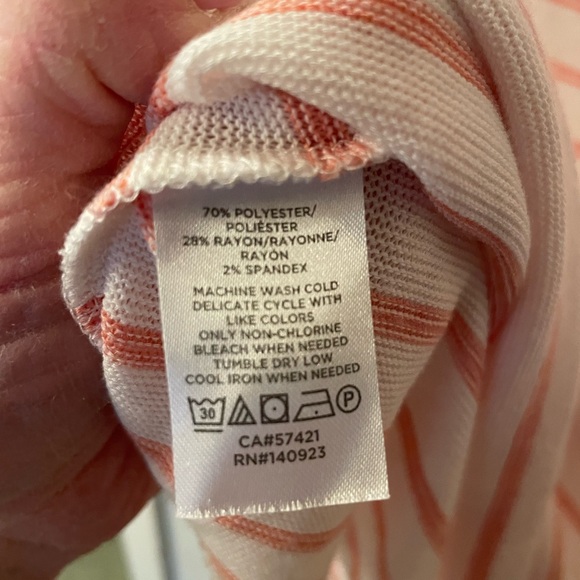 70% POLYESTER/
POLIÉSTER
28% RAYON/RAYONNE/
RAYÓN
2% SPANDEX
MACHINE WASH COLD
DELICATE CYCLE WITH
LIKE COLORS
ONLY NON-CHLORINE
BLEACH WHEN NEEDED
TUMBLE DRY LOW
COOL IRON WHEN NEEDED
30 P
CA#57421
RN#140923